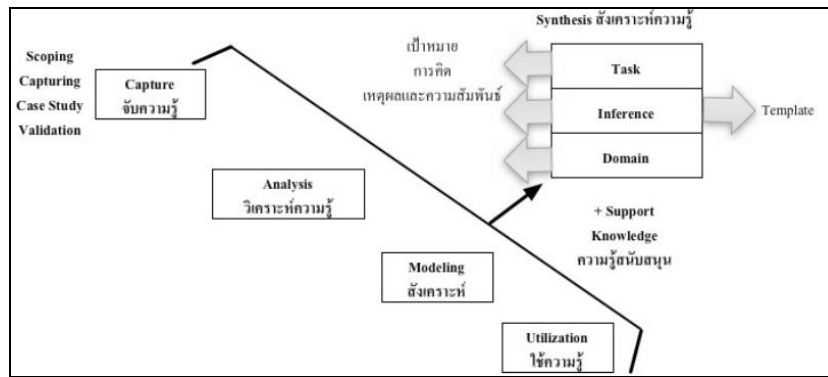 Synthesis สังเคราะห์ความรู้
เป้าหมาย
การคิด
เหตุผลและความสัมพันธ์
Task
Inference
Domain
Template
Scoping
Capturing
Case Study
Validation
Capture
จับความรู้
Analysis
วิเคราะห์ความรู้
+ Support
Knowledge
ความรู้สนับสนุน
Modeling
สังเคราะห์
Utilization
ใช้ความรู้